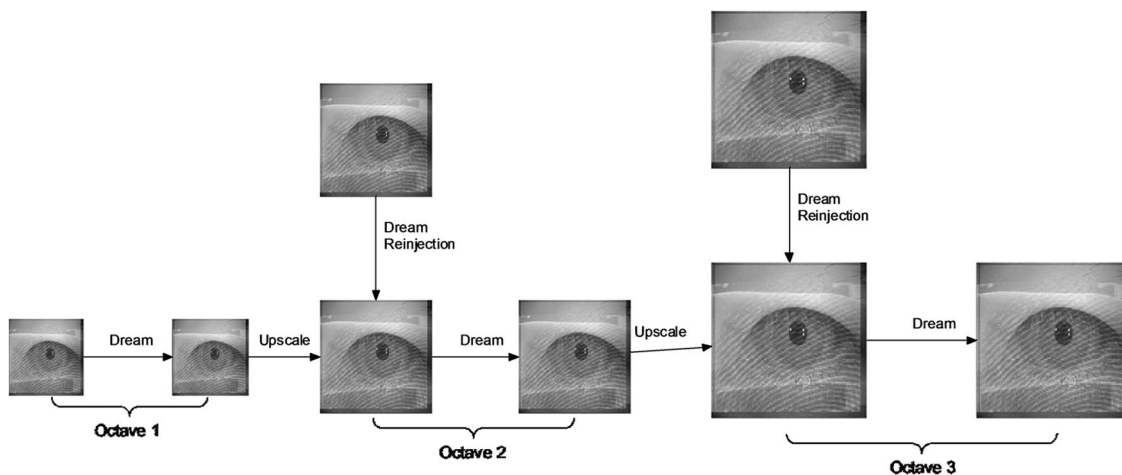 Dream
Reinjection
Dream
Reinjection
Dream
Upscale
Dream
Upscale
Dream
Octave 1
Octave 2
Octave 3